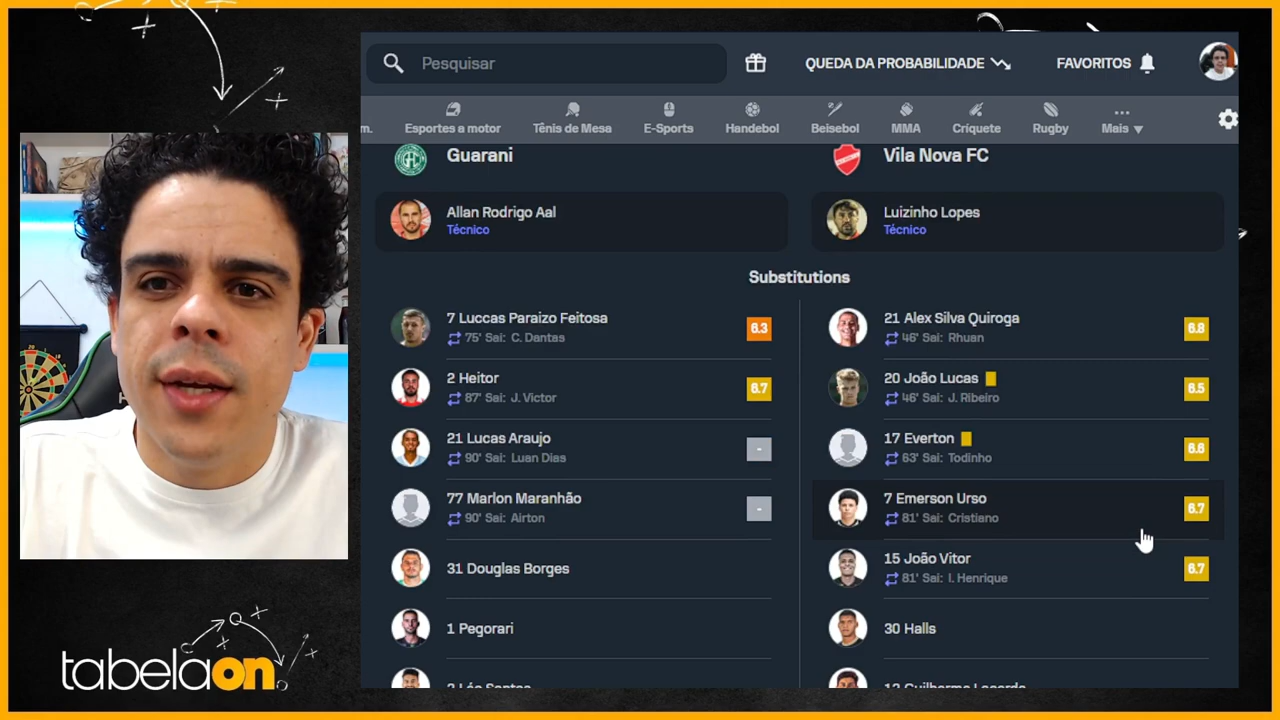 Pesquisar
QUEDA DA PROBABILIDADE
FAVORITOS
m.
Esportes a motor
Tênis de Mesa
E-Sports
Handebol
Beisebol
MMA
Críquete
Rugby
Mais ▼
Guarani
Vila Nova FC
Allan Rodrigo Aal
Técnico
Luizinho Lopes
Técnico
Substitutions
7 Luccas Paraizo Feitosa
75' Sai: C. Dantas
6.3
2 Heitor
87' Sai: J. Victor
6.7
21 Lucas Araujo
90' Sai: Luan Dias
-
77 Marlon Maranhão
90' Sai: Airton
-
31 Douglas Borges
1 Pegorari
21 Alex Silva Quiroga
46' Sai: Rhuan
6.8
20 João Lucas
46' Sai: J. Ribeiro
6.5
17 Everton
63' Sai: Todinho
6.6
7 Emerson Urso
81' Sai: Cristiano
6.7
15 João Vitor
81' Sai: I. Henrique
6.7
30 Halls
tabelaon